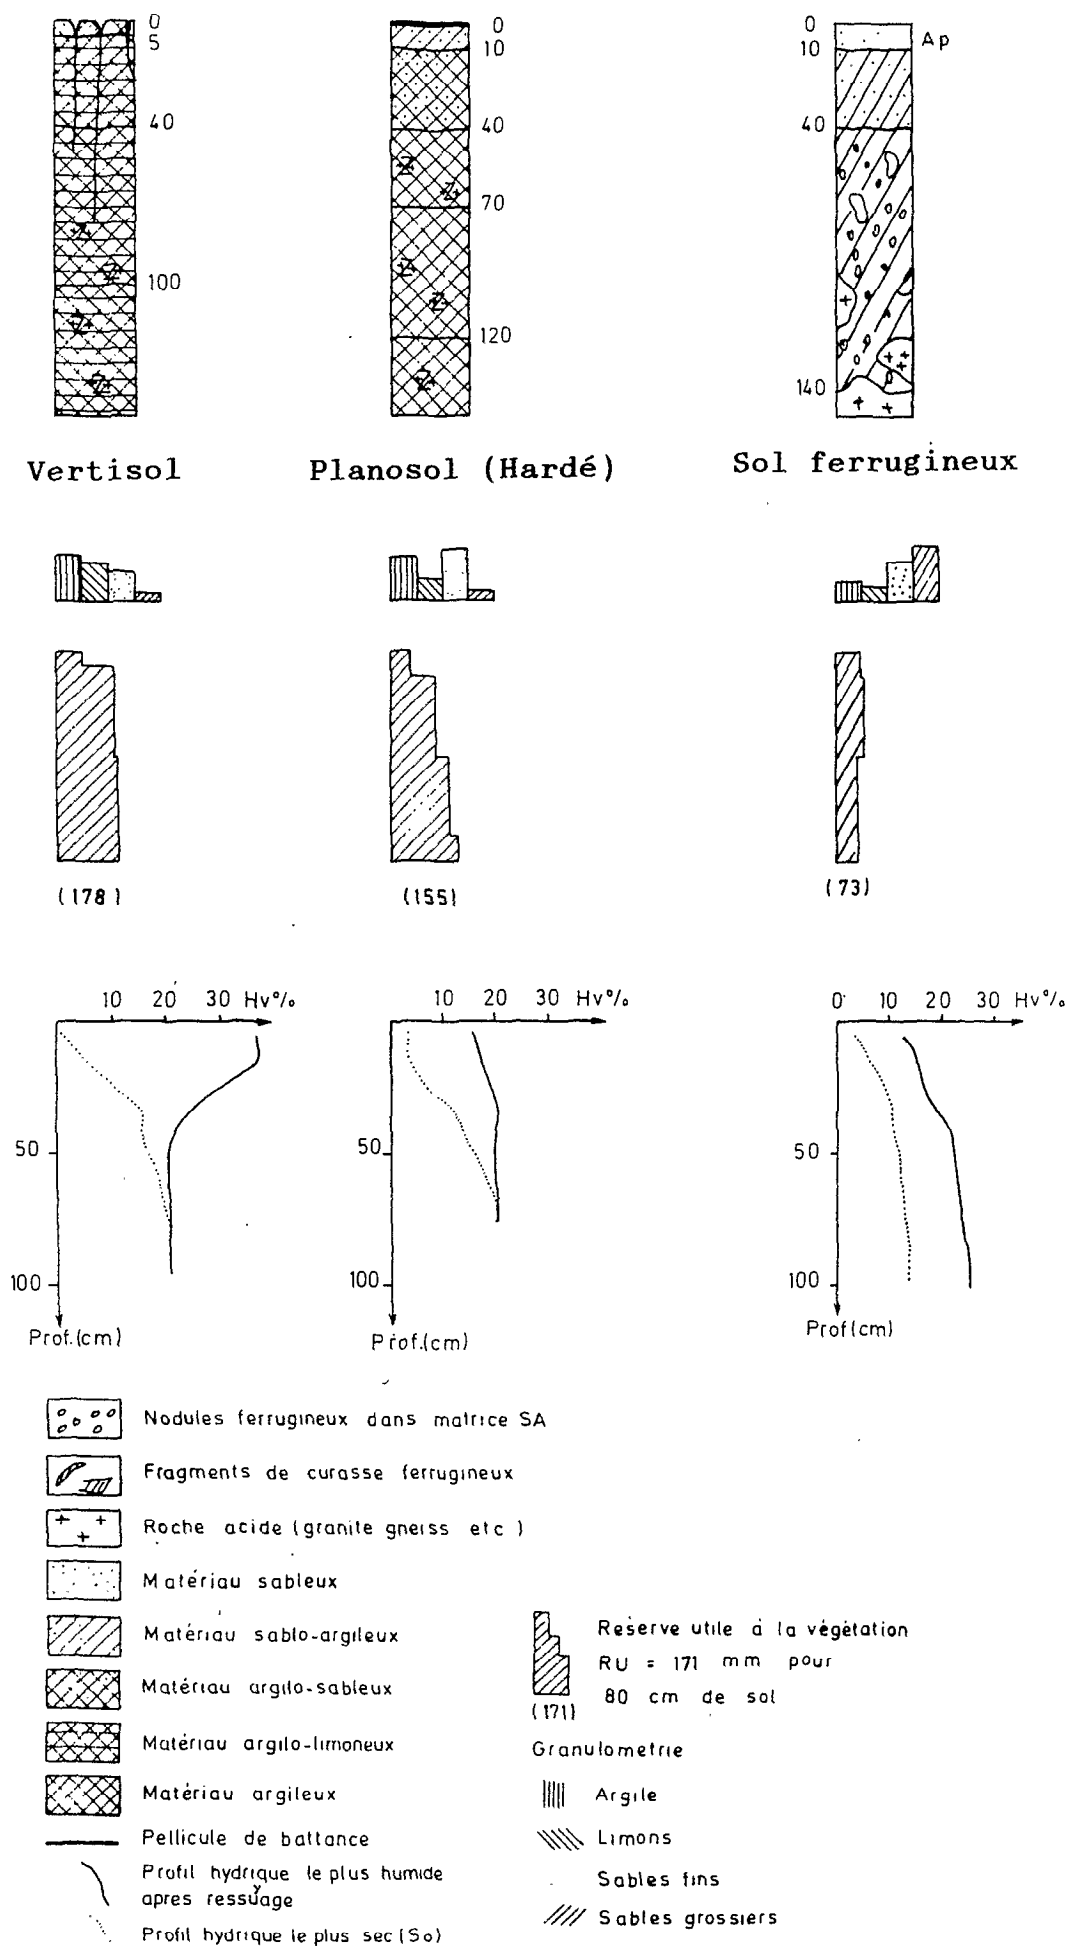 0
5
40
100
0
10
40
70
120
0
10
40
140
Ap
Vertisol
Planosol (Hardé)
Sol ferrugineux
(178)
(155)
(73)
10 20 30 Hv%
50
100
Prof.(cm)
10 20 30 Hv%
50
100
Prof.(cm)
0 10 20 30 Hv%
50
100
Prof(cm)
Nodules ferrugineux dans matrice SA
Fragments de curasse ferrugineux
Roche acide (granite gneiss etc )
Matériau sableux
Matériau sablo-argileux
Matériau argilo-sableux
Matériau argilo-limoneux
Matériau argileux
Pellicule de battance
Profil hydrique le plus humide
apres ressuyage
Profil hydrique le plus sec (So)
Reserve utile à la végétation
RU = 171 mm pour
80 cm de sol
(171)
Granulometrie
Argile
Limons
Sables fins
Sables grossiers